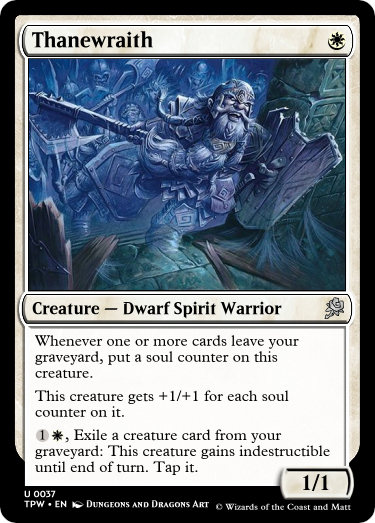 Thanewraith
Creature — Dwarf Spirit Warrior
Whenever one or more cards leave your
graveyard, put a soul counter on this
creature.
This creature gets +1/+1 for each soul
counter on it.
1, Exile a creature card from your
graveyard: This creature gains indestructible
until end of turn. Tap it.
1/1
U 0037
TPW • EN Dungeons and Dragons Art © Wizards of the Coast and Matt